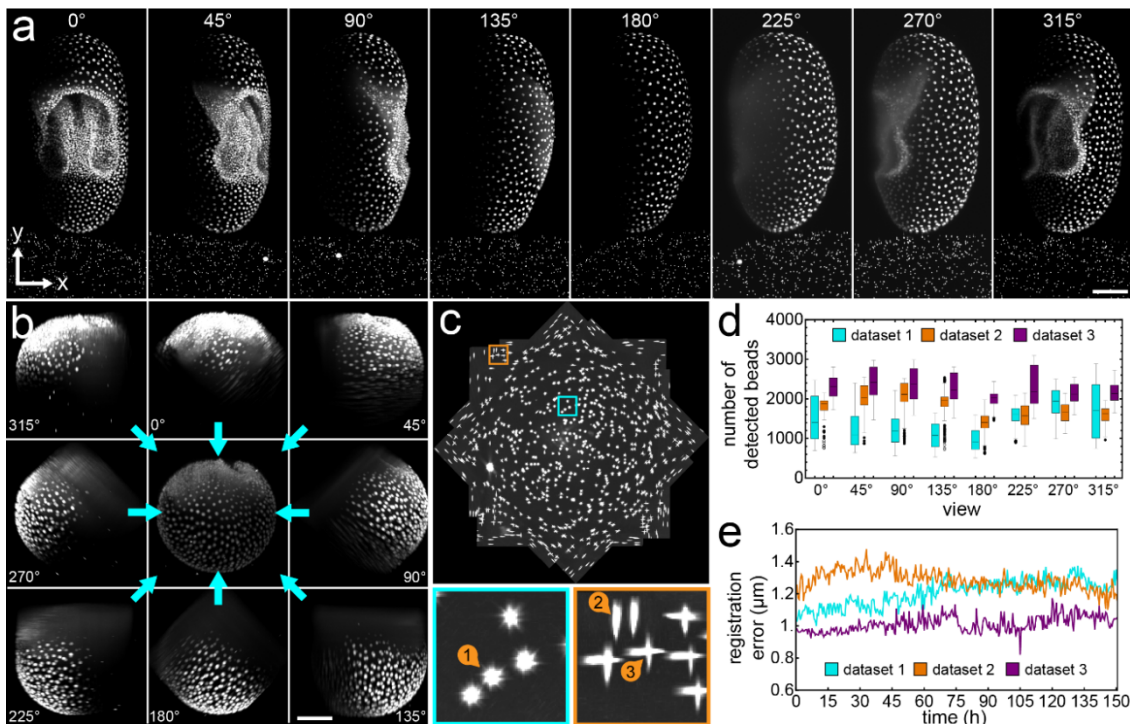 a
0° 45° 90° 135° 180° 225° 270° 315°
y
x
b
315° 0° 45°
270° 90°
225° 180° 135°
c
1
2
3
d
4000
3000
2000
1000
0
number of
detected beads
dataset 1 dataset 2 dataset 3
0° 45° 90° 135° 180° 225° 270° 315°
view
e
1.6
1.4
1.2
1
0.8
0.6
registration
error (µm)
dataset 1 dataset 2 dataset 3
0 15 30 45 60 75 90 105 120 135 150
time (h)